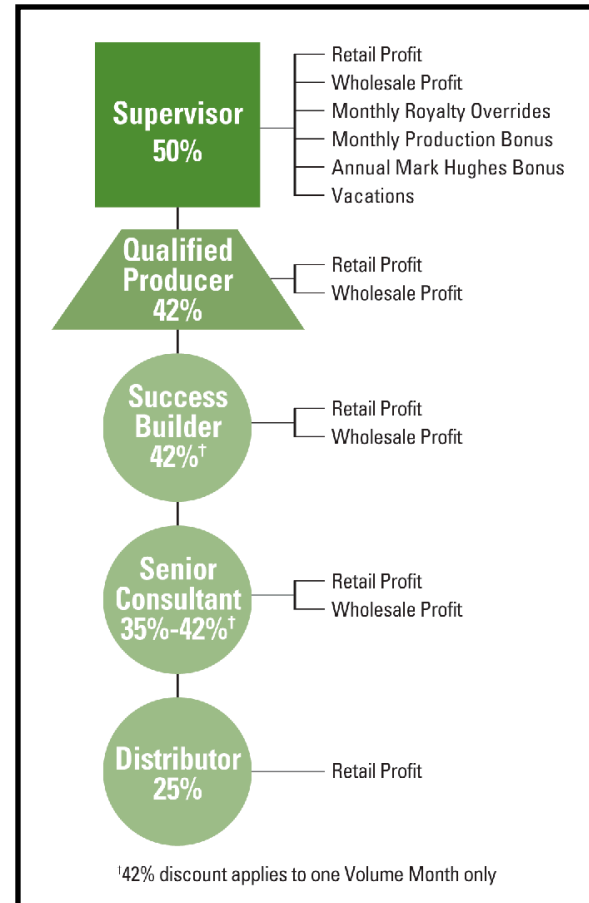 Supervisor
50%
Retail Profit
Wholesale Profit
Monthly Royalty Overrides
Monthly Production Bonus
Annual Mark Hughes Bonus
Vacations
Qualified
Producer
42%
Retail Profit
Wholesale Profit
Success
Builder
42%†
Retail Profit
Wholesale Profit
Senior
Consultant
35%-42%†
Retail Profit
Wholesale Profit
Distributor
25%
Retail Profit
†42% discount applies to one Volume Month only